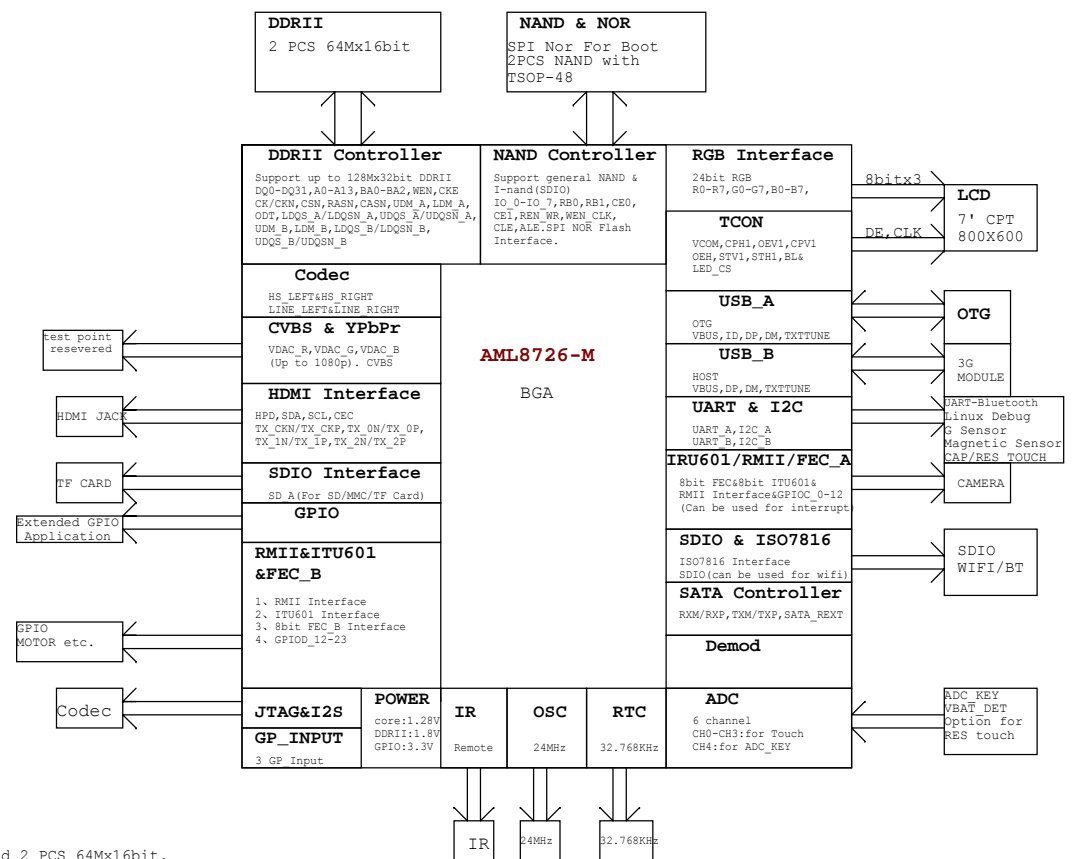 DDRII
2 PCS 64Mx16bit
NAND & NOR
SPI Nor For Boot
2PCS NAND with
TSOP-48
DDRII Controller
Support up to 128Mx32bit DDRII
DQ0-DQ31,A0-A13,BA0-BA2,WEN,CKE
CK/CKN,CSN,RASN,CASN,UDM_A,LDM_A,
ODT,LDQS_A/LDQSN_A,UDQS_A/UDQSN_A,
UDM_B,LDM_B,LDQS_B/LDQSN_B,
UDQS_B/UDQSN_B
NAND Controller
Support general NAND &
I-nand(SDIO)
IO_0-IO_7,RB0,RB1,CE0,
CE1,REN_WR,WEN_CLK,
CLE,ALE.SPI NOR Flash
Interface.
RGB Interface
24bit RGB
R0-R7,G0-G7,B0-B7,
8bitx3
LCD
7' CPT
800X600
TCON
VCOM,CPH1,OEV1,CPV1
OEH,STV1,STH1,BL&
LED_CS
DE,CLK
Codec
HS_LEFT&HS_RIGHT
LINE_LEFT&LINE_RIGHT
USB_A
OTG
VBUS,ID,DP,DM,TXTTUNE
OTG
CVBS & YPbPr
VDAC_R,VDAC_G,VDAC_B
(Up to 1080p). CVBS
test point
resevered
AML8726-M
BGA
USB_B
HOST
VBUS,DP,DM,TXTTUNE
3G
MODULE
HDMI Interface
HPD,SDA,SCL,CEC
TX_CKN/TX_CKP,TX_0N/TX_0P,
TX_1N/TX_1P,TX_2N/TX_2P
HDMI JACK
UART & I2C
UART_A,I2C_A
UART_B,I2C_B
UART-Bluetooth
Linux Debug
G Sensor
Magnetic Sensor
CAP/RES TOUCH
SDIO Interface
SD_A(For SD/MMC/TF Card)
TF CARD
IRU601/RMII/FEC_A
8bit FEC&8bit ITU601&
RMII Interface&GPIOC_0-12
(Can be used for interrupt)
CAMERA
GPIO
Extended GPIO
Application
RMII&ITU601
&FEC_B
1、RMII Interface
2、ITU601 Interface
3、8bit FEC_B Interface
4、GPIOD_12-23
GPIO
MOTOR etc.
SDIO & ISO7816
ISO7816 Interface
SDIO(can be used for wifi)
SDIO
WIFI/BT
SATA Controller
RXM/RXP,TXM/TXP,SATA_REXT
Demod
JTAG&I2S
Codec
GP_INPUT
3 GP_Input
POWER
core:1.28V
DDRII:1.8V
GPIO:3.3V
IR
Remote
OSC
24MHz
RTC
32.768KHz
ADC
6 channel
CH0-CH3:for Touch
CH4:for ADC_KEY
ADC_KEY
VBAT_DET
Option for
RES touch
IR
24MHz
32.768KHz
d 2 PCS 64Mx16bit.